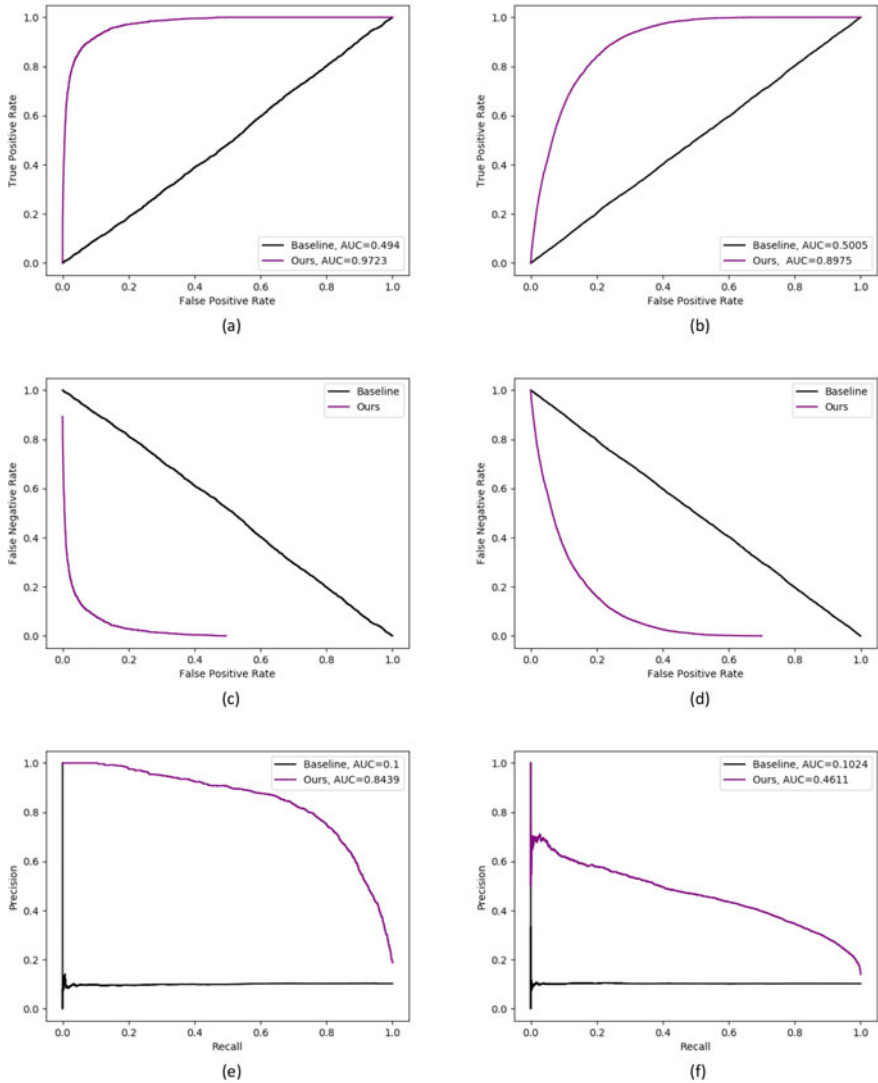 1.0
0.8
0.6
0.4
0.2
0.0
True Positive Rate
Baseline, AUC=0.494
Ours, AUC=0.9723
0.0 0.2 0.4 0.6 0.8 1.0
False Positive Rate
(a)
1.0
0.8
0.6
0.4
0.2
0.0
True Positive Rate
Baseline, AUC=0.5005
Ours, AUC=0.8975
0.0 0.2 0.4 0.6 0.8 1.0
False Positive Rate
(b)
1.0
0.8
0.6
0.4
0.2
0.0
False Negative Rate
Baseline
Ours
0.0 0.2 0.4 0.6 0.8 1.0
False Positive Rate
(c)
1.0
0.8
0.6
0.4
0.2
0.0
False Negative Rate
Baseline
Ours
0.0 0.2 0.4 0.6 0.8 1.0
False Positive Rate
(d)
1.0
0.8
0.6
0.4
0.2
0.0
Precision
Baseline, AUC=0.1
Ours, AUC=0.8439
0.0 0.2 0.4 0.6 0.8 1.0
Recall
(e)
1.0
0.8
0.6
0.4
0.2
0.0
Precision
Baseline, AUC=0.1024
Ours, AUC=0.4611
0.0 0.2 0.4 0.6 0.8 1.0
Recall
(f)